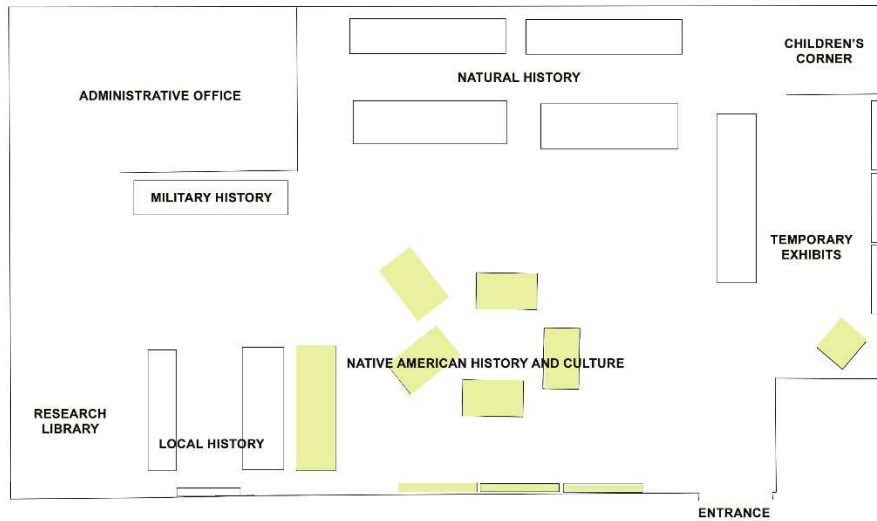 CHILDREN'S
CORNER
NATURAL HISTORY
ADMINISTRATIVE OFFICE
MILITARY HISTORY
TEMPORARY
EXHIBITS
NATIVE AMERICAN HISTORY AND CULTURE
RESEARCH
LIBRARY
LOCAL HISTORY
ENTRANCE